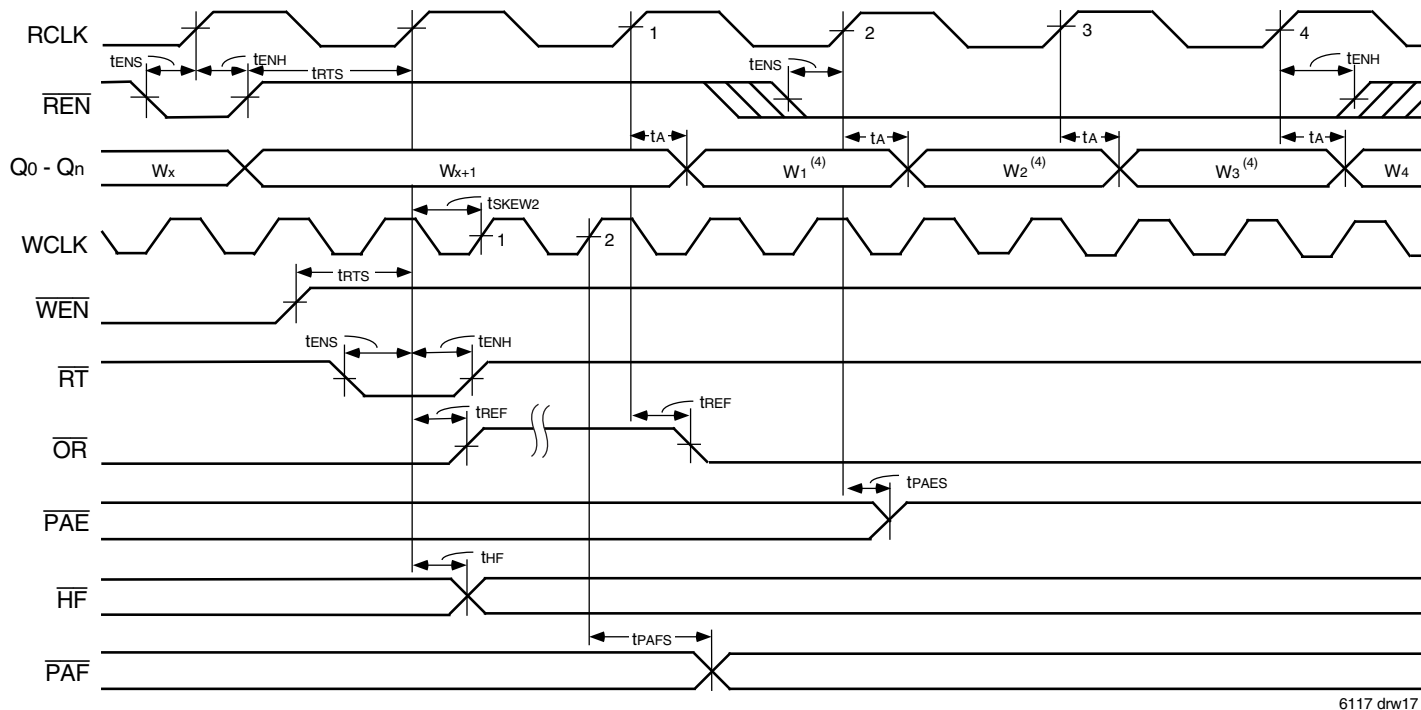 RCLK 1 2 3 4
tENS tENH tRTS tENS tENH
REN
tA tA tA tA
Q0 - Qn Wx Wx+1 W1(4) W2(4) W3(4) W4
tSKEW2
WCLK 1 2
tRTS
WEN
tENS tENH
RT
tREF tREF
OR
tPAES
PAE
tHF
HF
tPAFS
PAF
6117 drw17